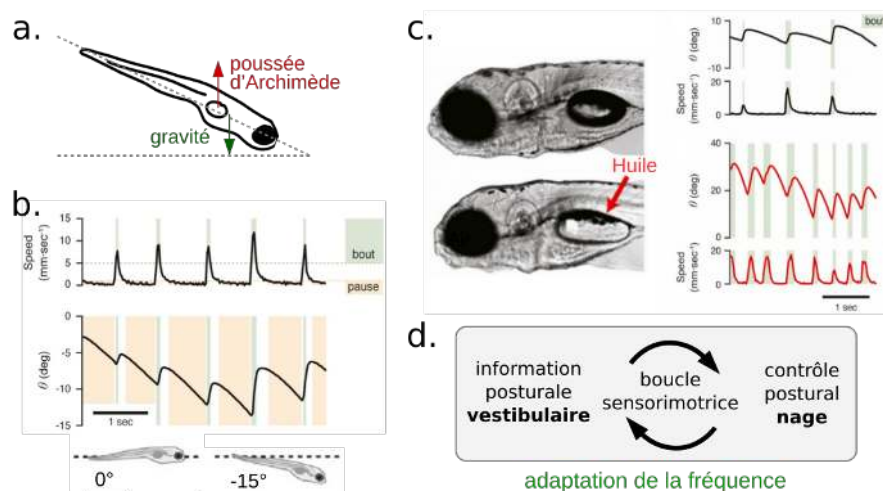 a.
poussée
d'Archimède
gravité
b.
Speed
(mm·sec⁻¹)
15
10
5
0
bout
pause
θ (deg)
0
-5
-10
-15
1 sec
0°
-15°
c.
Huile
bout
θ (deg)
10
-10
Speed
(mm·sec⁻¹)
20
0
θ (deg)
40
20
0
Speed
(mm·sec⁻¹)
20
0
1 sec
d.
information
posturale
vestibulaire
boucle
sensorimotrice
contrôle
postural
nage
adaptation de la fréquence